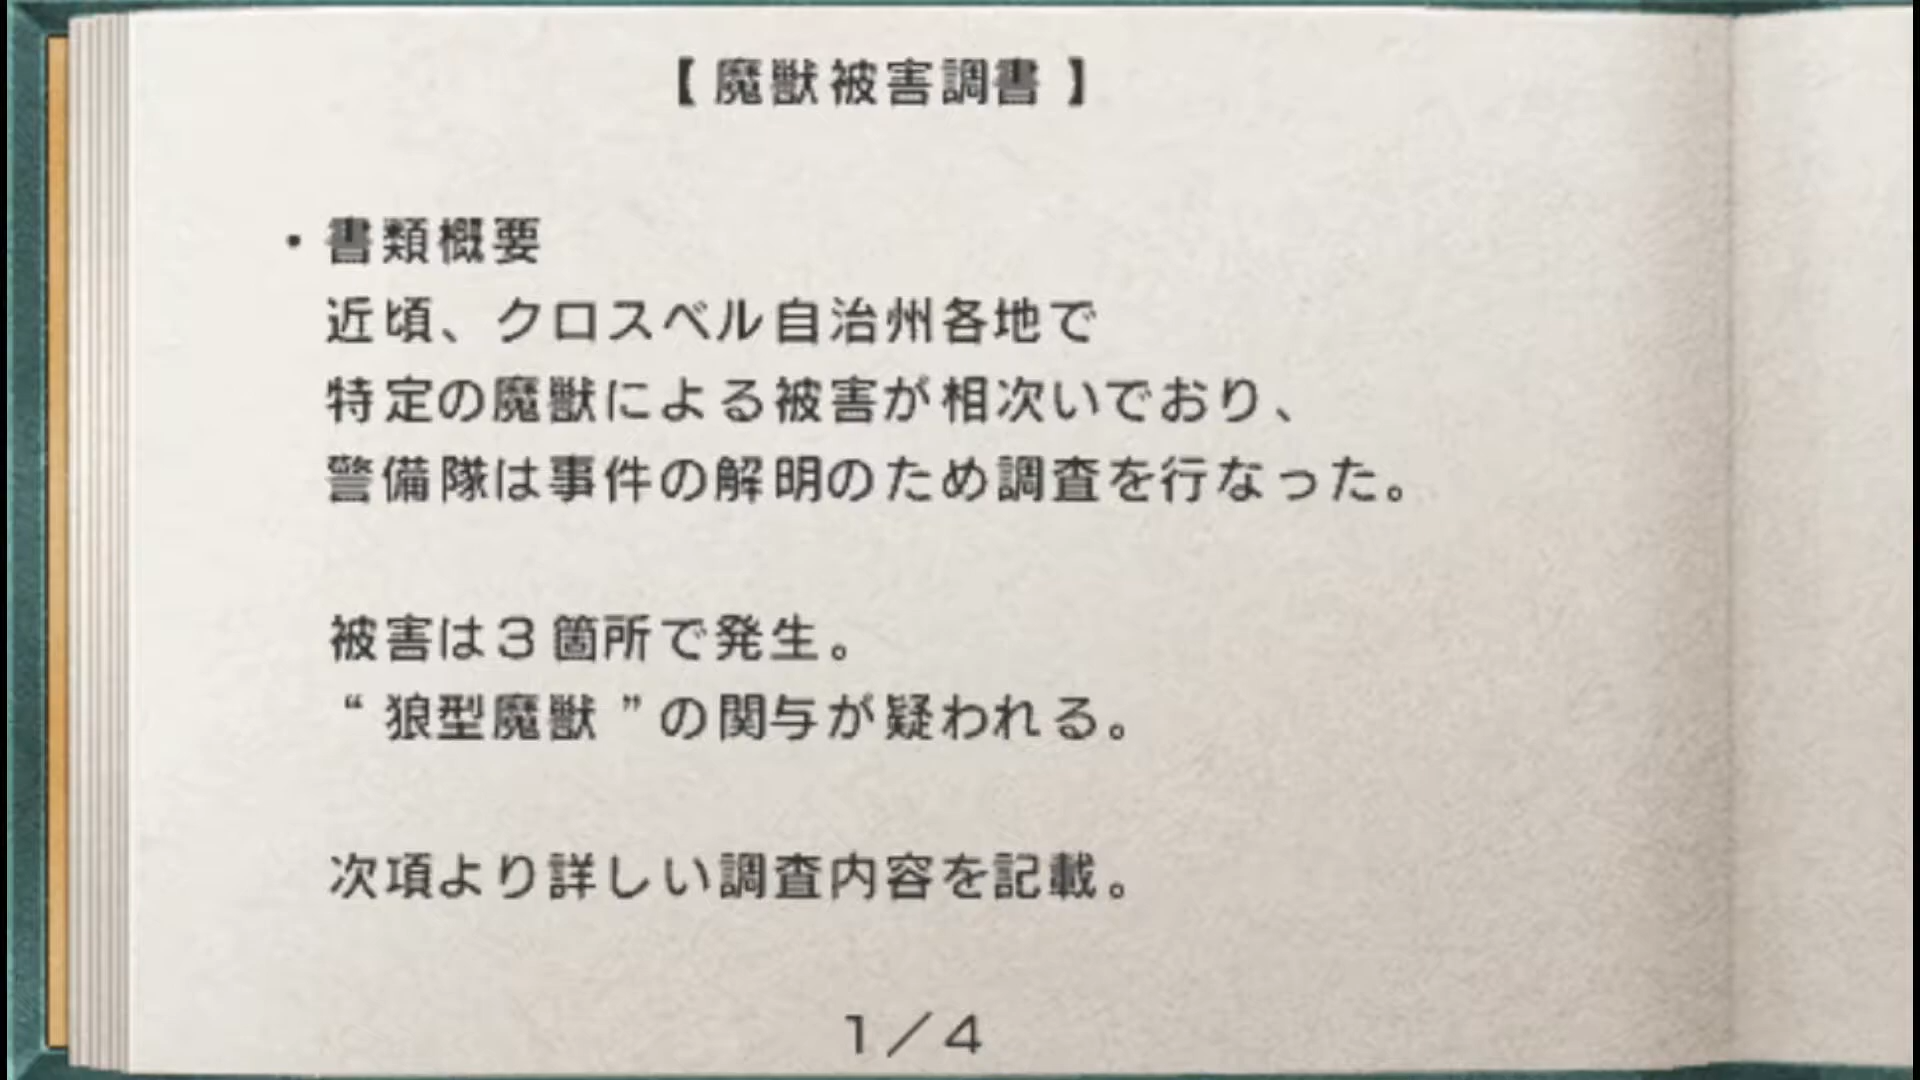 【魔獣被害調書】
・書類概要
近頃、クロスベル自治州各地で
特定の魔獣による被害が相次いでおり、
警備隊は事件の解明のため調査を行なった。
被害は３箇所で発生。
“狼型魔獣”の関与が疑われる。
次項より詳しい調査内容を記載。
１／４